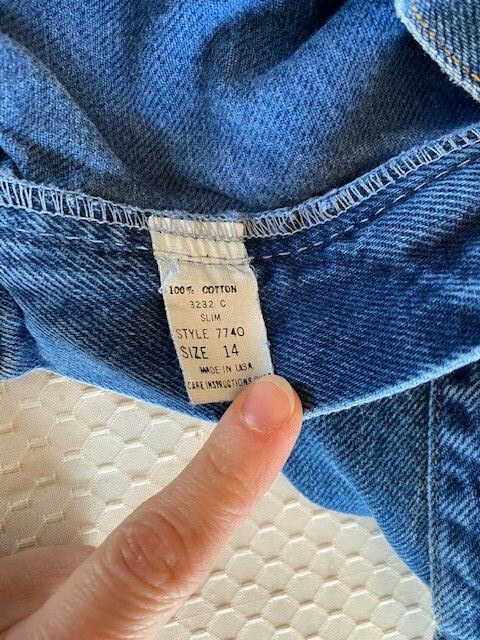 100% COTTON
3232 C
SLIM
STYLE 7740
SIZE 14
MADE IN USA
CARE INSTRUCTIONS